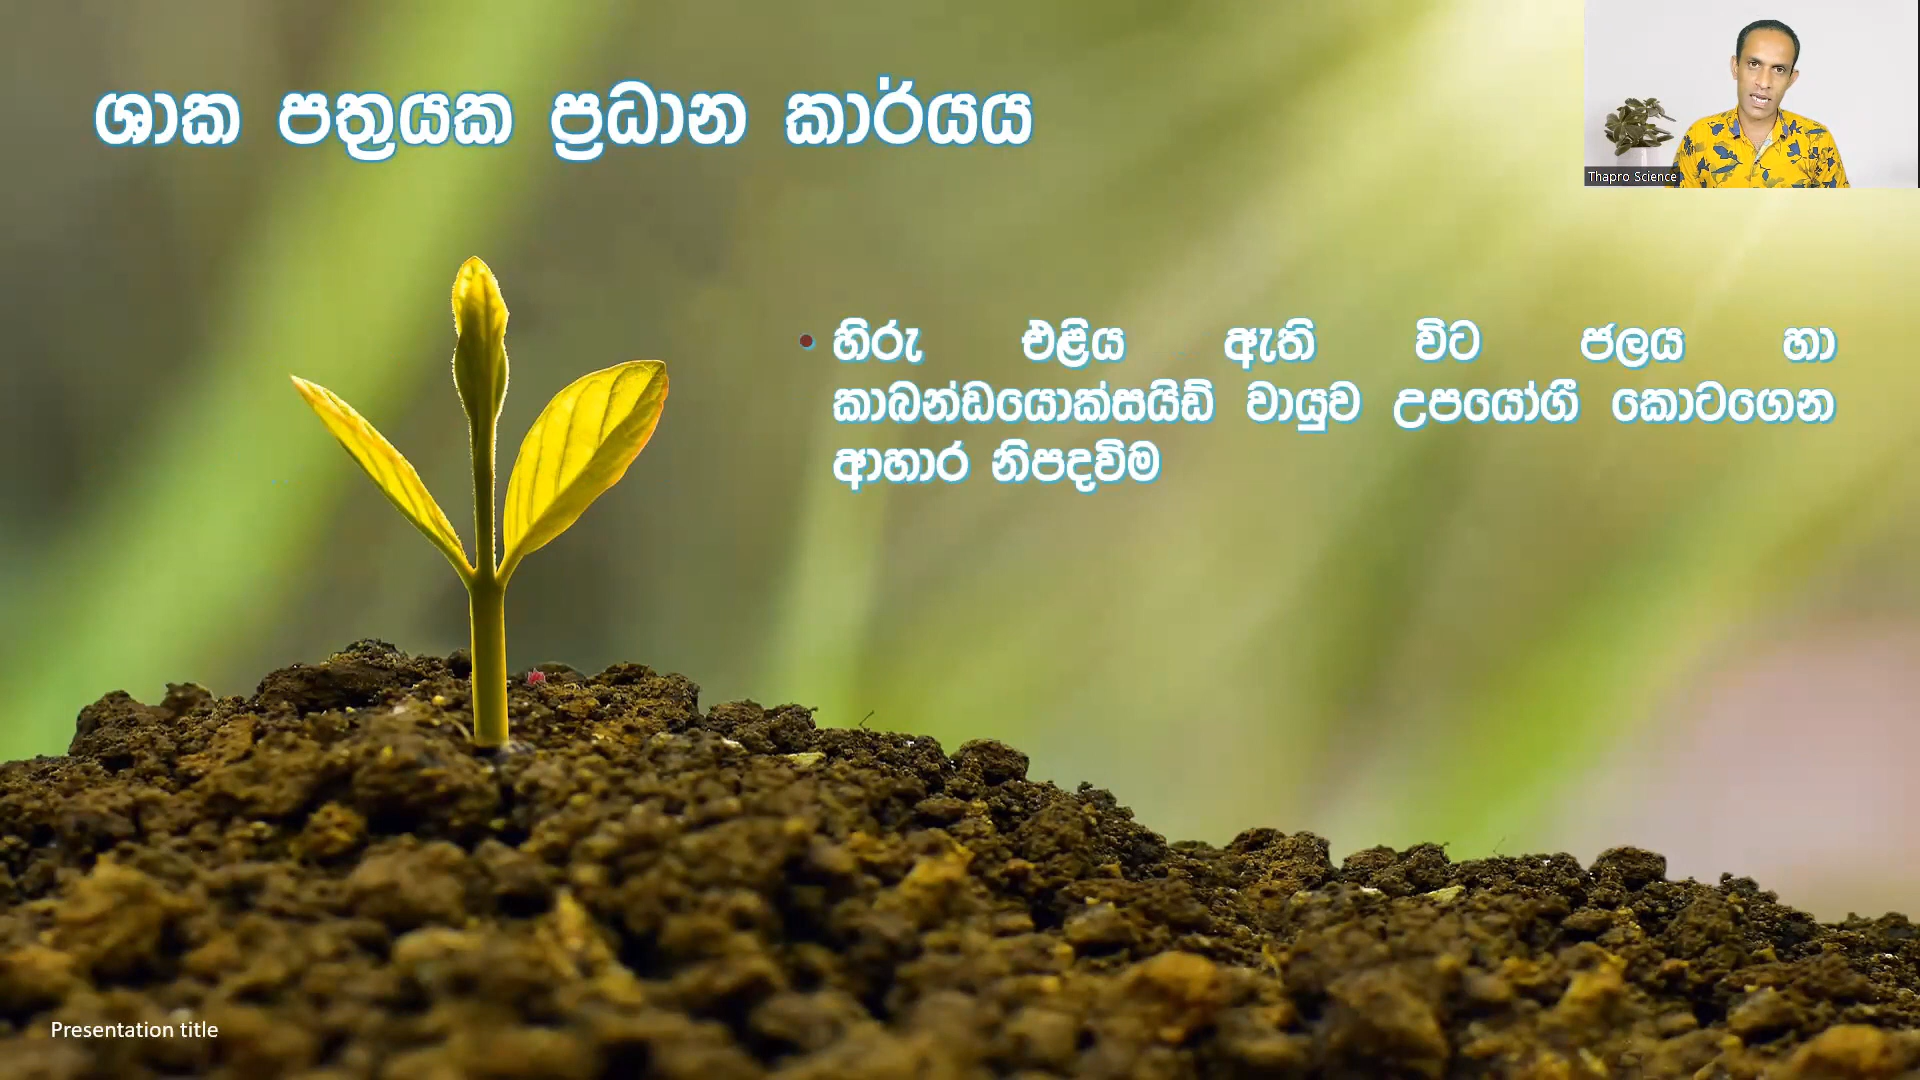 ශාක පත්‍රයක ප්‍රධාන කාර්යය
Thapro Science
• හිරු එළිය ඇති විට ජලය හා
කාබන්ඩයොක්සයිඩ් වායුව උපයෝගී කොටගෙන
ආහාර නිපදවීම
Presentation title